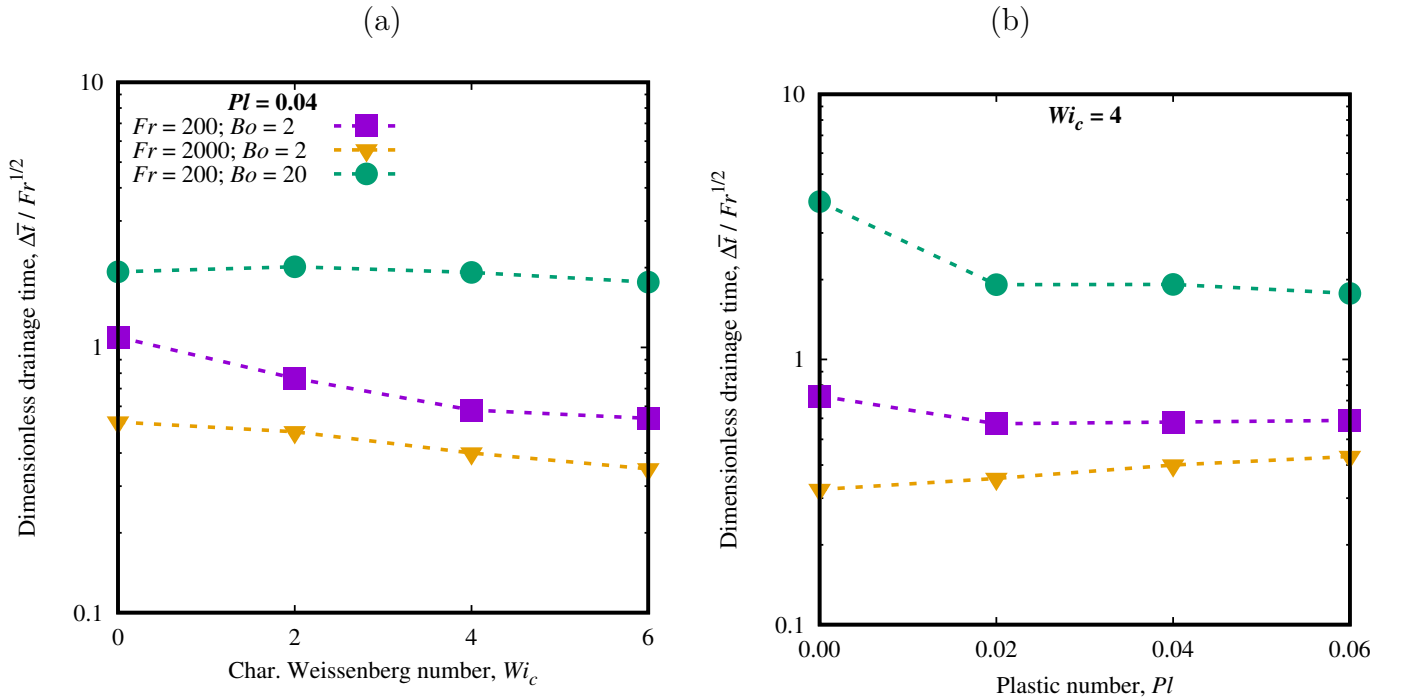 (a)
Pl = 0.04
Fr = 200; Bo = 2
Fr = 2000; Bo = 2
Fr = 200; Bo = 20
10
1
0.1
0 2 4 6
Dimensionless drainage time, Δt̅ / Fr^1/2
Char. Weissenberg number, Wi_c
(b)
Wi_c = 4
10
1
0.1
0.00 0.02 0.04 0.06
Dimensionless drainage time, Δt̅ / Fr^1/2
Plastic number, Pl